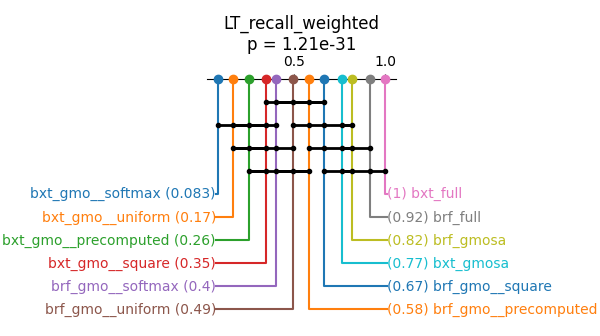 LT_recall_weighted
p = 1.21e-31
0.5 1.0
bxt_gmo__softmax (0.083) (1) bxt_full
bxt_gmo__uniform (0.17) (0.92) brf_full
bxt_gmo__precomputed (0.26) (0.82) brf_gmosa
bxt_gmo__square (0.35) (0.77) bxt_gmosa
brf_gmo__softmax (0.4) (0.67) brf_gmo__square
brf_gmo__uniform (0.49) (0.58) brf_gmo__precomputed